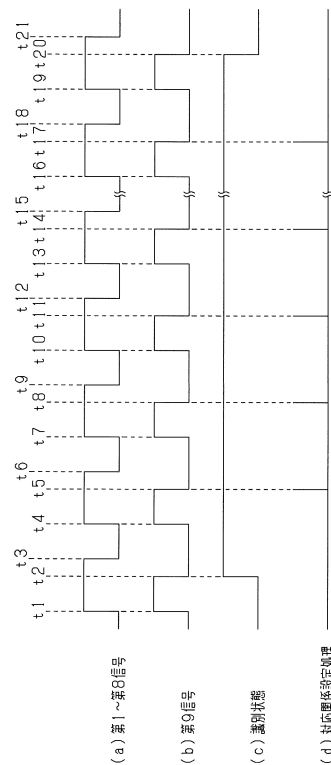 t1
t2
t3
t4
t5
t6
t7
t8
t9
t10
t11
t12
t13
t14
t15
t16
t17
t18
t19
t20
t21
(a) 第1~第8信号
(b) 第9信号
(c) 識別状態
(d) 対応関係設定処理